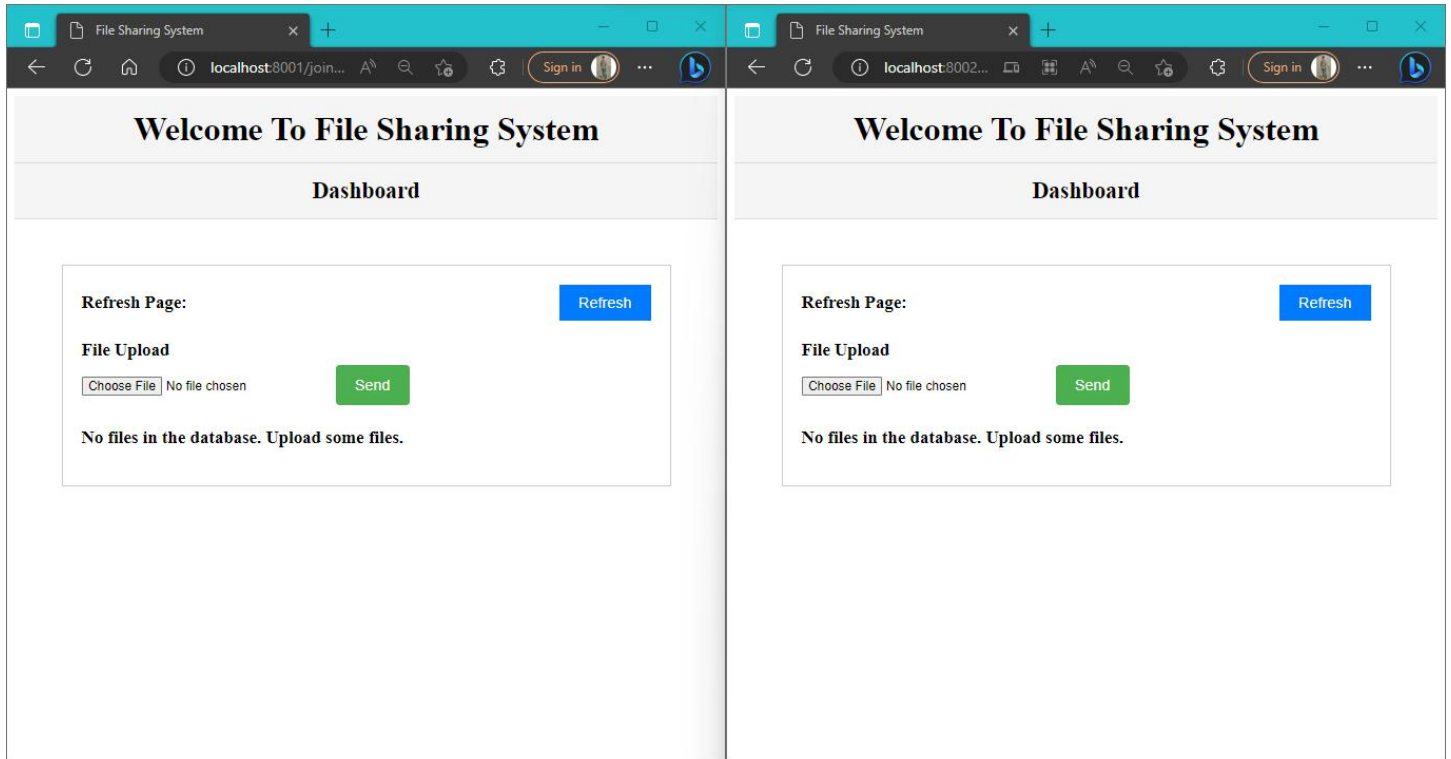 File Sharing System
localhost:8001/join...
Sign in
Welcome To File Sharing System
Dashboard
Refresh Page:
Refresh
File Upload
Choose File No file chosen
Send
No files in the database. Upload some files.
File Sharing System
localhost:8002...
Sign in
Welcome To File Sharing System
Dashboard
Refresh Page:
Refresh
File Upload
Choose File No file chosen
Send
No files in the database. Upload some files.